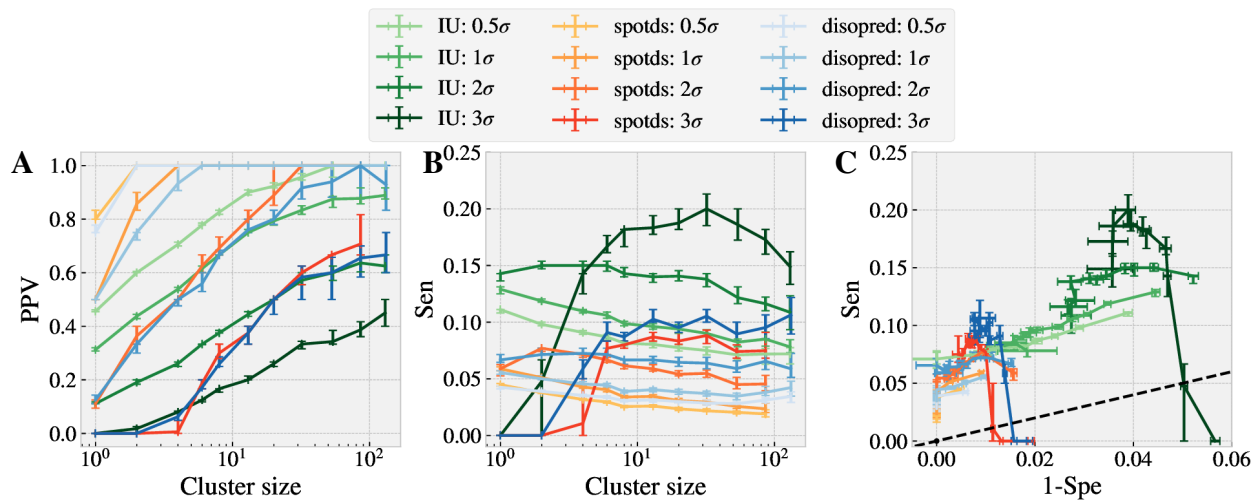 IU: 0.5σ spotds: 0.5σ disopred: 0.5σ
IU: 1σ spotds: 1σ disopred: 1σ
IU: 2σ spotds: 2σ disopred: 2σ
IU: 3σ spotds: 3σ disopred: 3σ
A
1.0
0.8
0.6
0.4
0.2
0.0
PPV
10⁰ 10¹ 10²
Cluster size
B
0.25
0.20
0.15
0.10
0.05
0.00
Sen
10⁰ 10¹ 10²
Cluster size
C
0.25
0.20
0.15
0.10
0.05
0.00
Sen
0.00 0.02 0.04 0.06
1-Spe